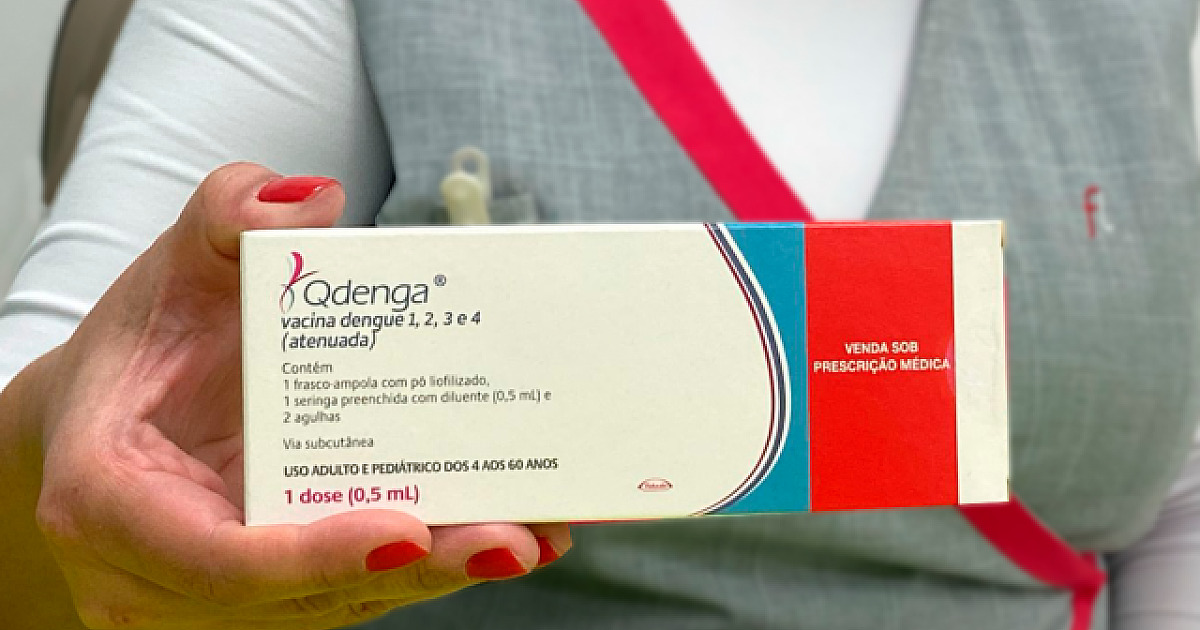 Qdenga®
vacina dengue 1, 2, 3 e 4
(atenuada)
Contém
1 frasco-ampola com pó liofilizado,
1 seringa preenchida com diluente (0,5 mL) e
2 agulhas
Via subcutânea
USO ADULTO E PEDIÁTRICO DOS 4 AOS 60 ANOS
1 dose (0,5 mL)
Takeda
VENDA SOB
PRESCRIÇÃO MÉDICA
f